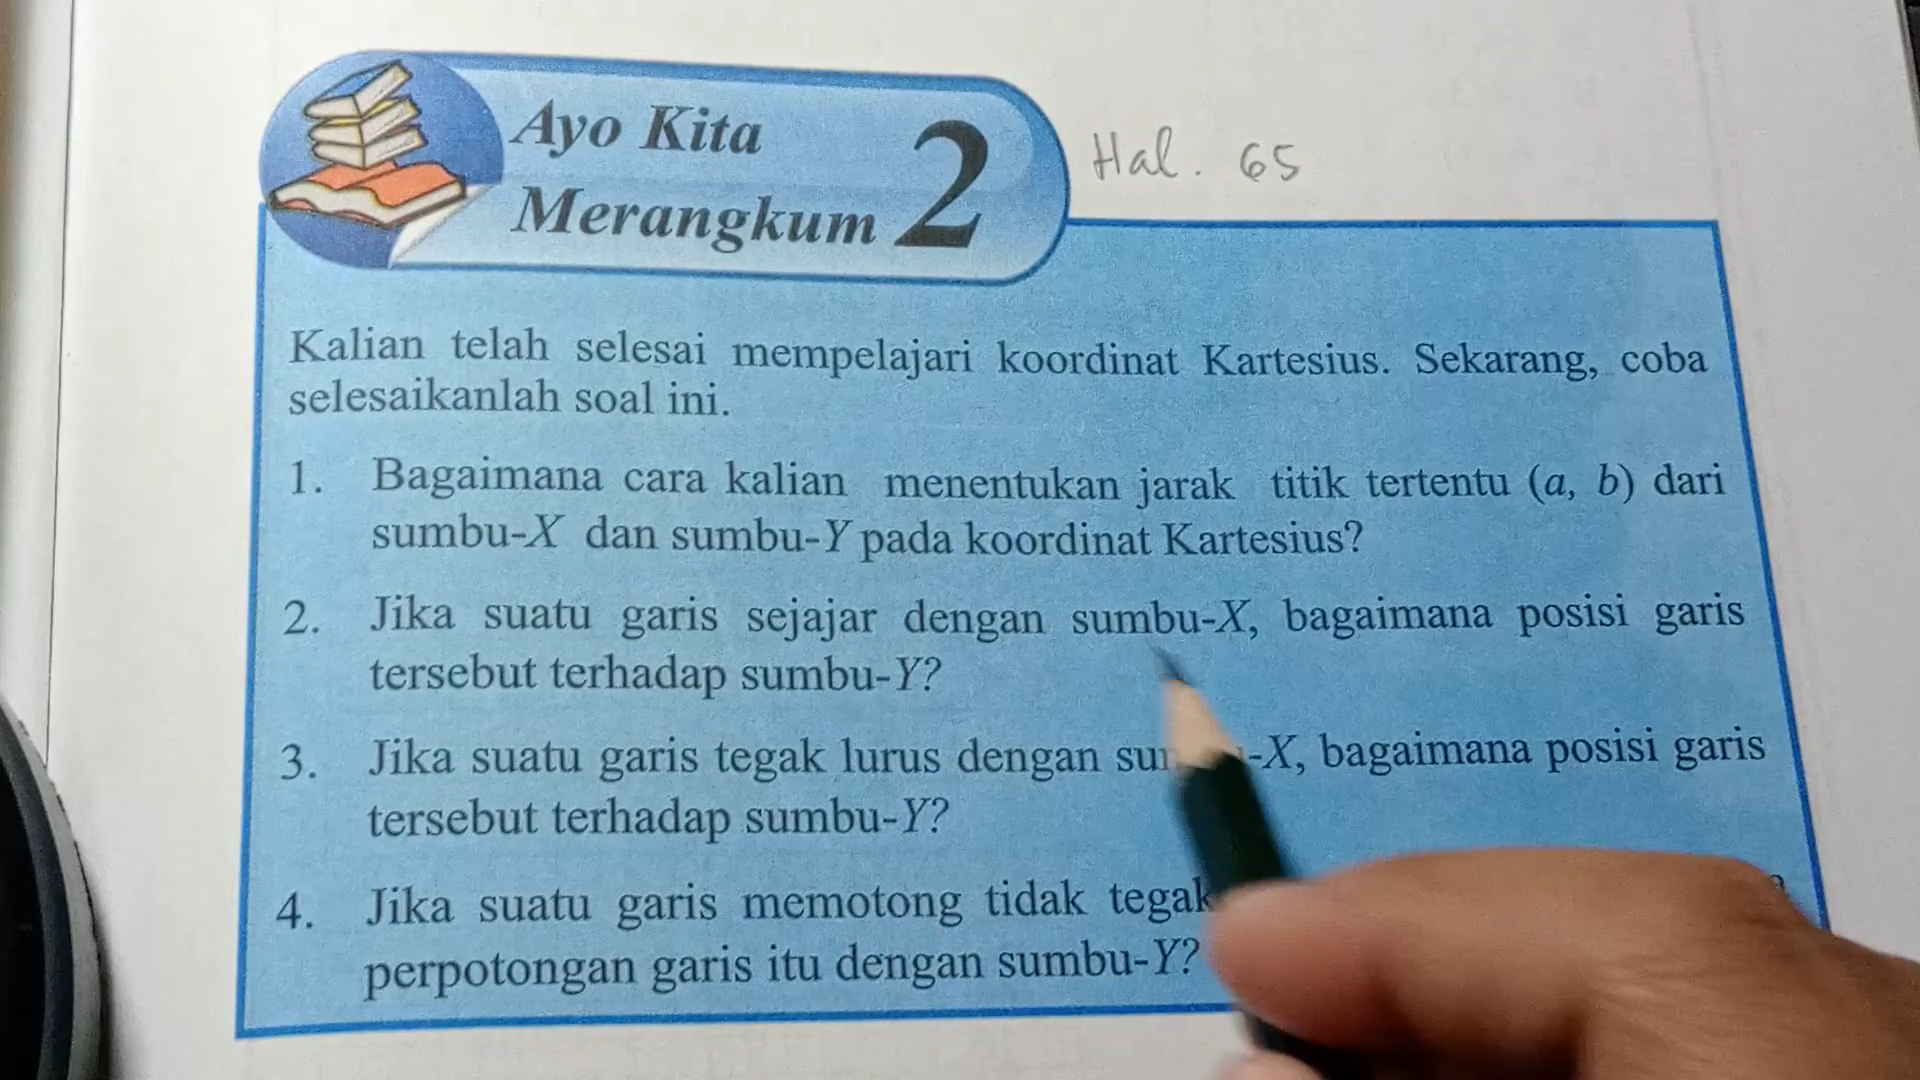 Ayo Kita
Merangkum 2
Hal. 65
Kalian telah selesai mempelajari koordinat Kartesius. Sekarang, coba
selesaikanlah soal ini.
1. Bagaimana cara kalian menentukan jarak titik tertentu (a, b) dari
sumbu-X dan sumbu-Y pada koordinat Kartesius?
2. Jika suatu garis sejajar dengan sumbu-X, bagaimana posisi garis
tersebut terhadap sumbu-Y?
3. Jika suatu garis tegak lurus dengan -X, bagaimana posisi garis
tersebut terhadap sumbu-Y?
4. Jika suatu garis memotong tidak tegak
perpotongan garis itu dengan sumbu-Y?